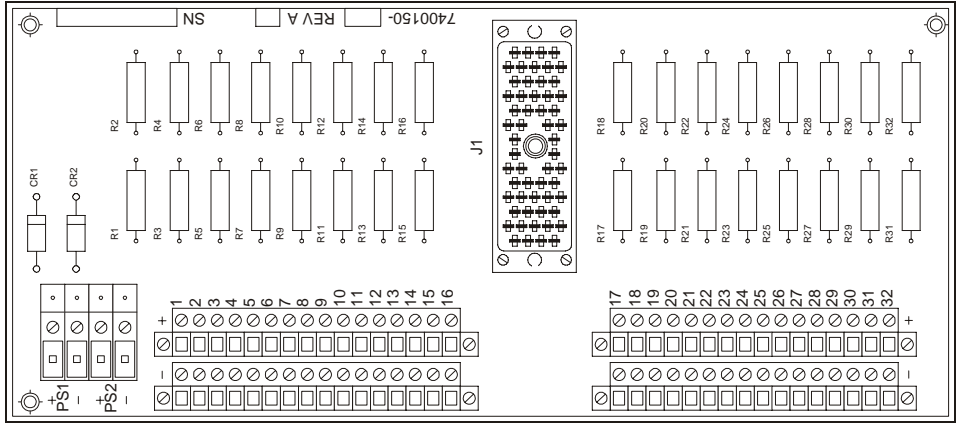 7400150- REV A SN
R2 R4 R6 R8 R10 R12 R14 R16
R18 R20 R22 R24 R26 R28 R30 R32
J1
CR1 CR2
R1 R3 R5 R7 R9 R11 R13 R15
R17 R19 R21 R23 R25 R27 R29 R31
1 2 3 4 5 6 7 8 9 10 11 12 13 14 15 16
17 18 19 20 21 22 23 24 25 26 27 28 29 30 31 32
+ +
- -
+ - + -
PS1 PS2